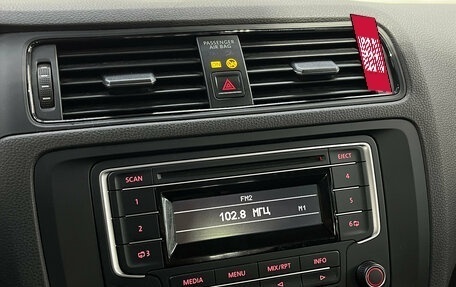 PASSENGER
AIR BAG
SCAN
EJECT
1
4
FM2
2
102.8 МГЦ
M1
5
3
6
MEDIA
MENU
MIX/RPT
INFO